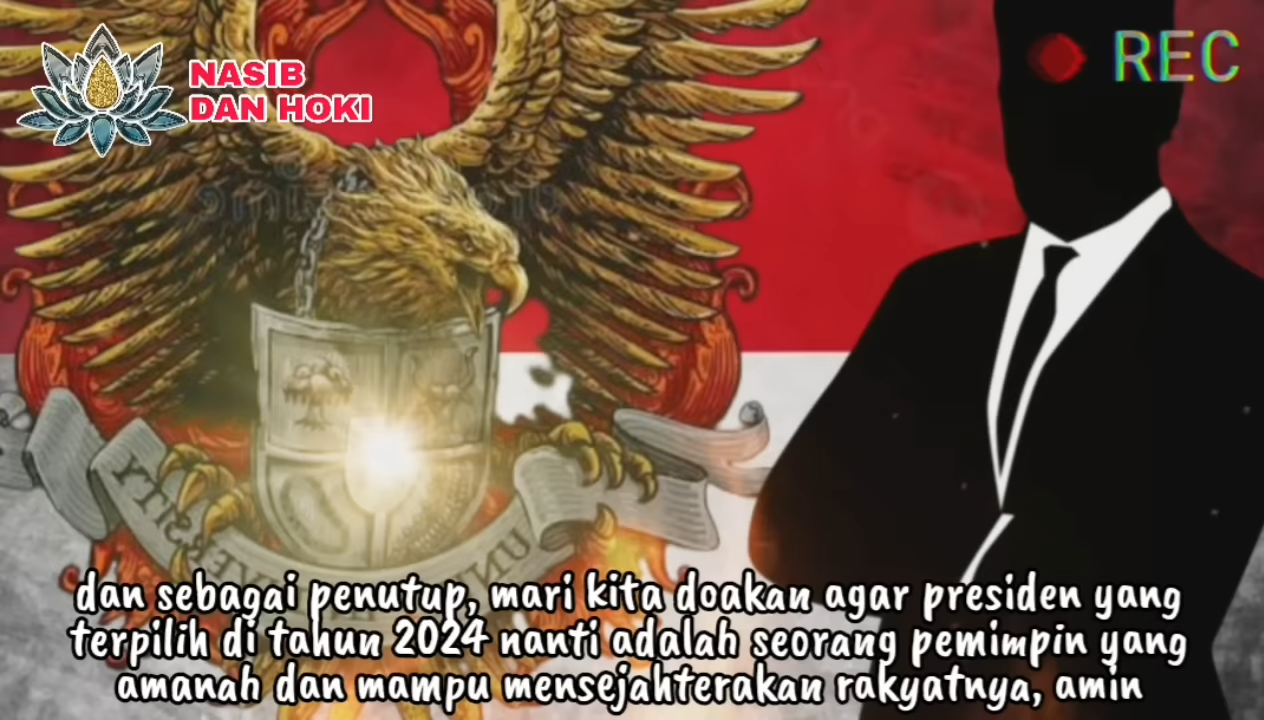 NASIB
DAN HOKI
REC
dan sebagai penutup, mari kita doakan agar presiden yang
terpilih di tahun 2024 nanti adalah seorang pemimpin yang
amanah dan mampu mensejahterakan rakyatnya, amin